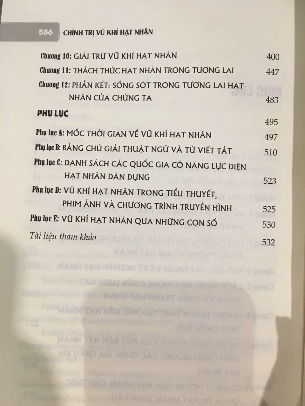 586 CHÍNH TRỊ VŨ KHÍ HẠT NHÂN
Chương 10: GIẢI TRỪ VŨ KHÍ HẠT NHÂN 400
Chương 11: THÁCH THỨC HẠT NHÂN TRONG TƯƠNG LAI 447
Chương 12: PHẦN KẾT: SỐNG SÓT TRONG TƯƠNG LAI HẠT
NHÂN CỦA CHÚNG TA 483
PHỤ LỤC 495
Phụ lục A: MỐC THỜI GIAN VỀ VŨ KHÍ HẠT NHÂN 497
Phụ lục B: BẢNG CHÚ GIẢI THUẬT NGỮ VÀ TỪ VIẾT TẮT 510
Phụ lục C: DANH SÁCH CÁC QUỐC GIA CÓ NĂNG LỰC ĐIỆN
HẠT NHÂN DÂN DỤNG 523
Phụ lục D: VŨ KHÍ HẠT NHÂN TRONG TIỂU THUYẾT,
PHIM ẢNH VÀ CHƯƠNG TRÌNH TRUYỀN HÌNH 525
Phụ lục E: VŨ KHÍ HẠT NHÂN QUA NHỮNG CON SỐ 530
Tài liệu tham khảo 532